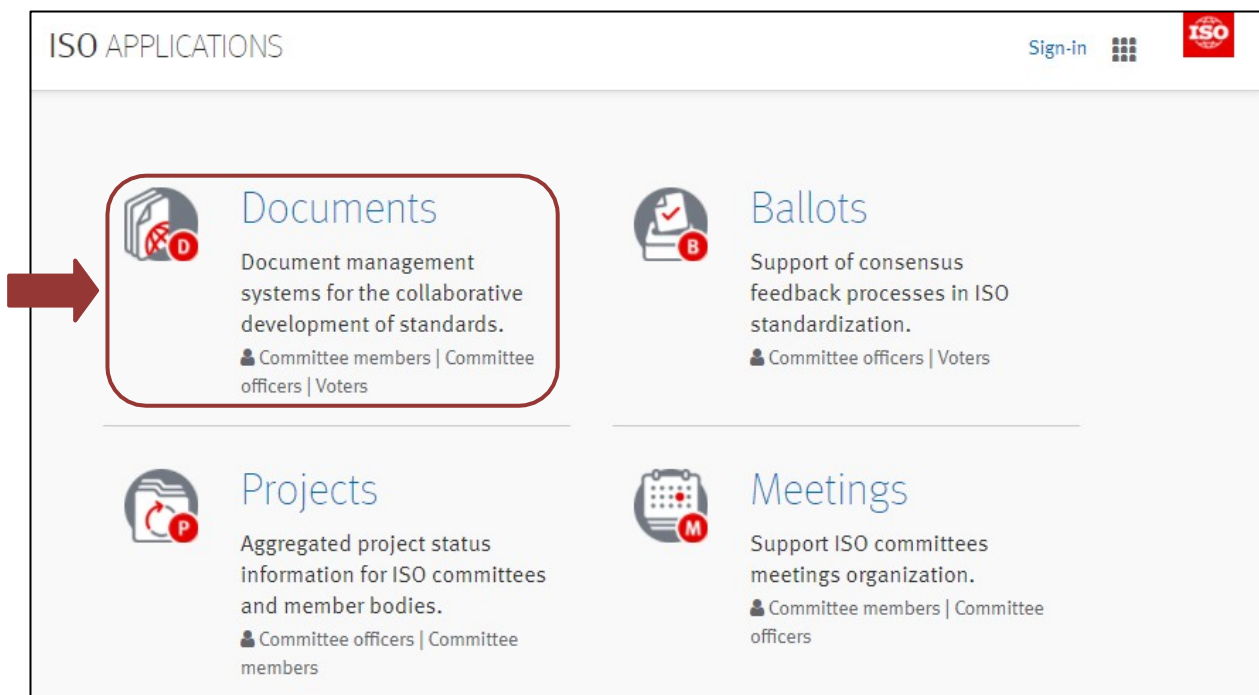 ISO APPLICATIONS
Sign-in
ISO
Documents
D
Document management
systems for the collaborative
development of standards.
Committee members | Committee
officers | Voters
Ballots
B
Support of consensus
feedback processes in ISO
standardization.
Committee officers | Voters
Projects
P
Aggregated project status
information for ISO committees
and member bodies.
Committee officers | Committee
members
Meetings
M
Support ISO committees
meetings organization.
Committee members | Committee
officers